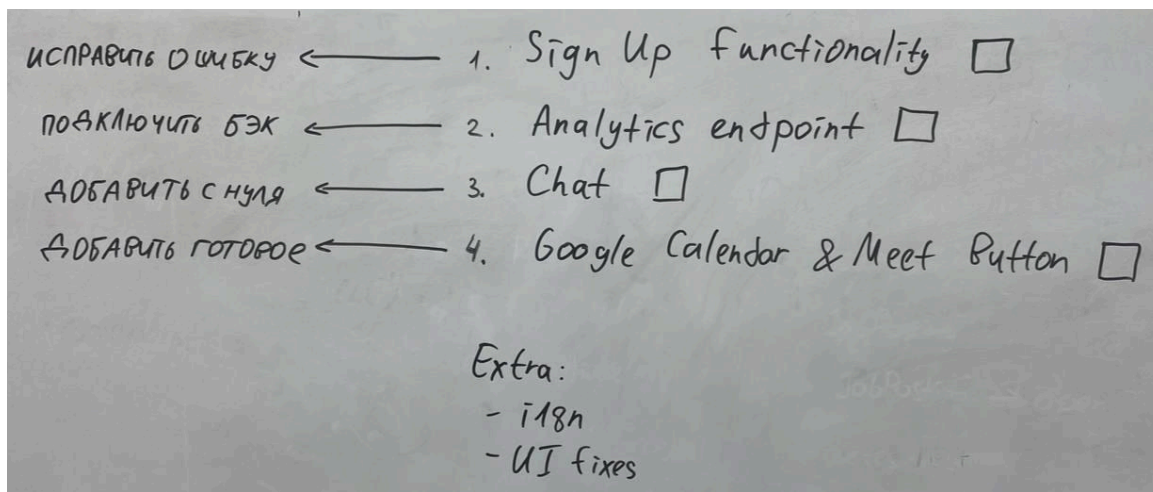 ИСПРАВИТЬ ОШИБКУ ← 1. Sign Up functionality ☐
ПОДКЛЮЧИТЬ БЭК ← 2. Analytics endpoint ☐
ДОБАВИТЬ С НУЛЯ ← 3. Chat ☐
ДОБАВИТЬ ГОТОВОЕ ← 4. Google Calendar & Meet Button ☐
Extra:
- i18n
- UI fixes